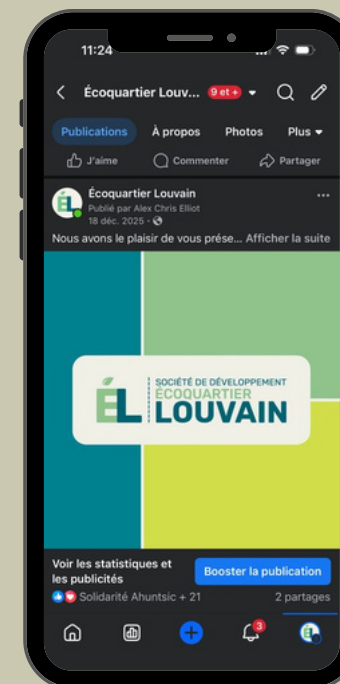 11:24
Écoquartier Louv... 9 et +
Publications À propos Photos Plus
J'aime Commenter Partager
Écoquartier Louvain
Publié par Alex Chris Elliot
18 déc. 2025 ·
Nous avons le plaisir de vous prése... Afficher la suite
ÉL
SOCIÉTÉ DE DÉVELOPPEMENT
ÉCOQUARTIER
LOUVAIN
Voir les statistiques et
les publicités
Booster la publication
Solidarité Ahuntsic + 21 2 partages
3